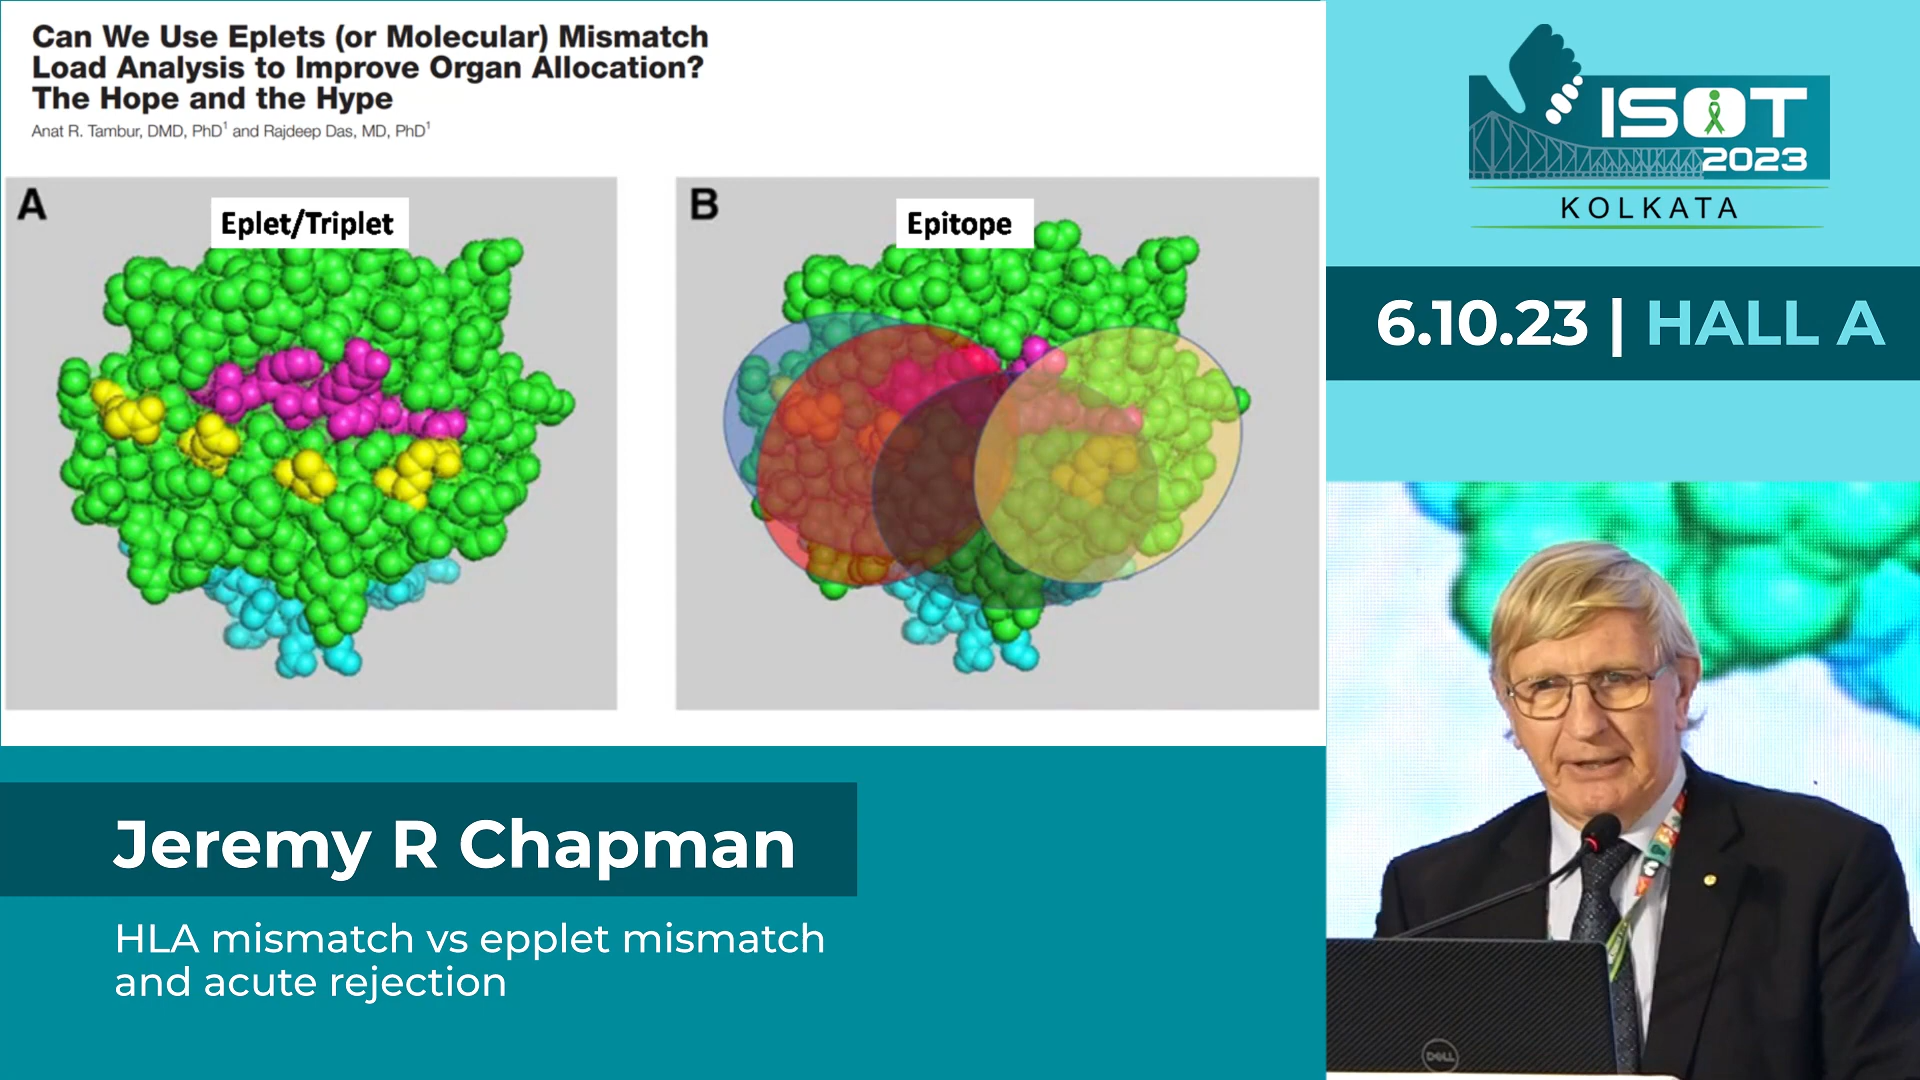 Can We Use Eplets (or Molecular) Mismatch
Load Analysis to Improve Organ Allocation?
The Hope and the Hype
Anat R. Tambur, DMD, PhD1 and Rajdeep Das, MD, PhD1
A
Eplet/Triplet
B
Epitope
ISOT
2023
KOLKATA
6.10.23 | HALL A
Jeremy R Chapman
HLA mismatch vs epplet mismatch
and acute rejection
DELL